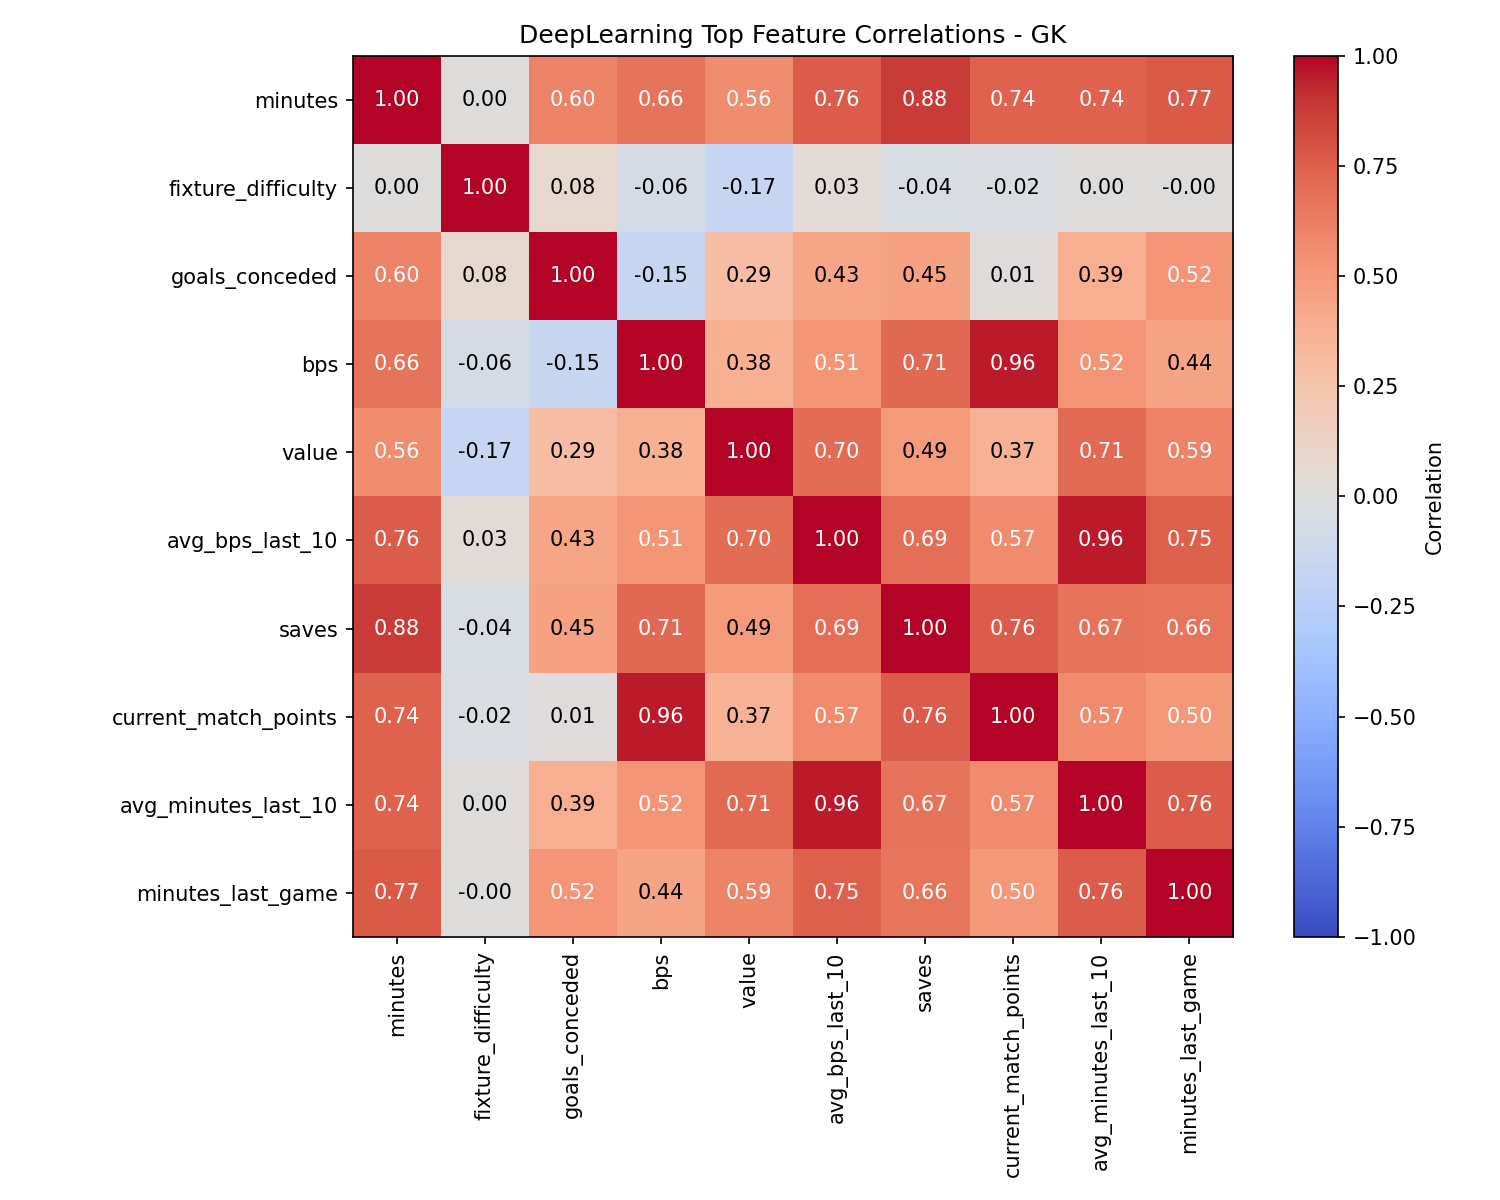 DeepLearning Top Feature Correlations - GK
minutes 1.00 0.00 0.60 0.66 0.56 0.76 0.88 0.74 0.74 0.77
fixture_difficulty 0.00 1.00 0.08 -0.06 -0.17 0.03 -0.04 -0.02 0.00 -0.00
goals_conceded 0.60 0.08 1.00 -0.15 0.29 0.43 0.45 0.01 0.39 0.52
bps 0.66 -0.06 -0.15 1.00 0.38 0.51 0.71 0.96 0.52 0.44
value 0.56 -0.17 0.29 0.38 1.00 0.70 0.49 0.37 0.71 0.59
avg_bps_last_10 0.76 0.03 0.43 0.51 0.70 1.00 0.69 0.57 0.96 0.75
saves 0.88 -0.04 0.45 0.71 0.49 0.69 1.00 0.76 0.67 0.66
current_match_points 0.74 -0.02 0.01 0.96 0.37 0.57 0.76 1.00 0.57 0.50
avg_minutes_last_10 0.74 0.00 0.39 0.52 0.71 0.96 0.67 0.57 1.00 0.76
minutes_last_game 0.77 -0.00 0.52 0.44 0.59 0.75 0.66 0.50 0.76 1.00
minutes
fixture_difficulty
goals_conceded
bps
value
avg_bps_last_10
saves
current_match_points
avg_minutes_last_10
minutes_last_game
1.00
0.75
0.50
0.25
0.00
−0.25
−0.50
−0.75
−1.00
Correlation